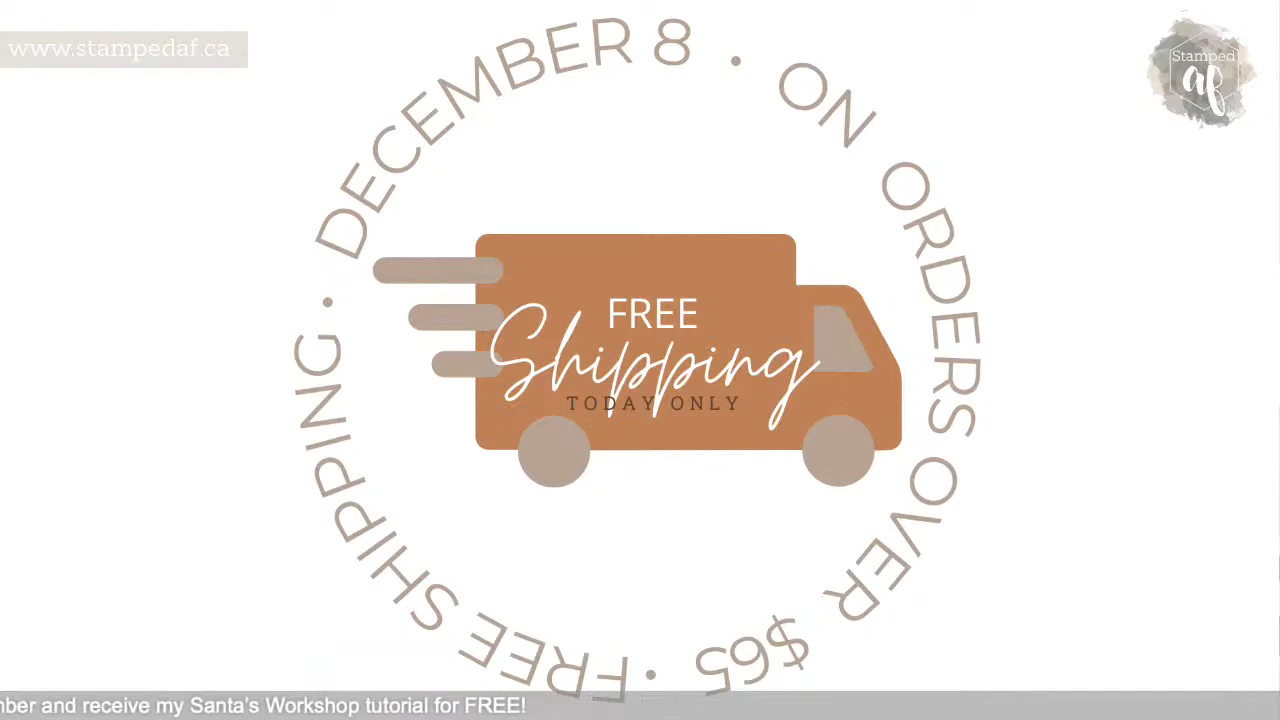 www.stampedaf.ca
Stamped
af
DECEMBER 8 • ON ORDERS OVER $65 • FREE SHIPPING •
FREE
Shipping
TODAY ONLY
mber and receive my Santa's Workshop tutorial for FREE!